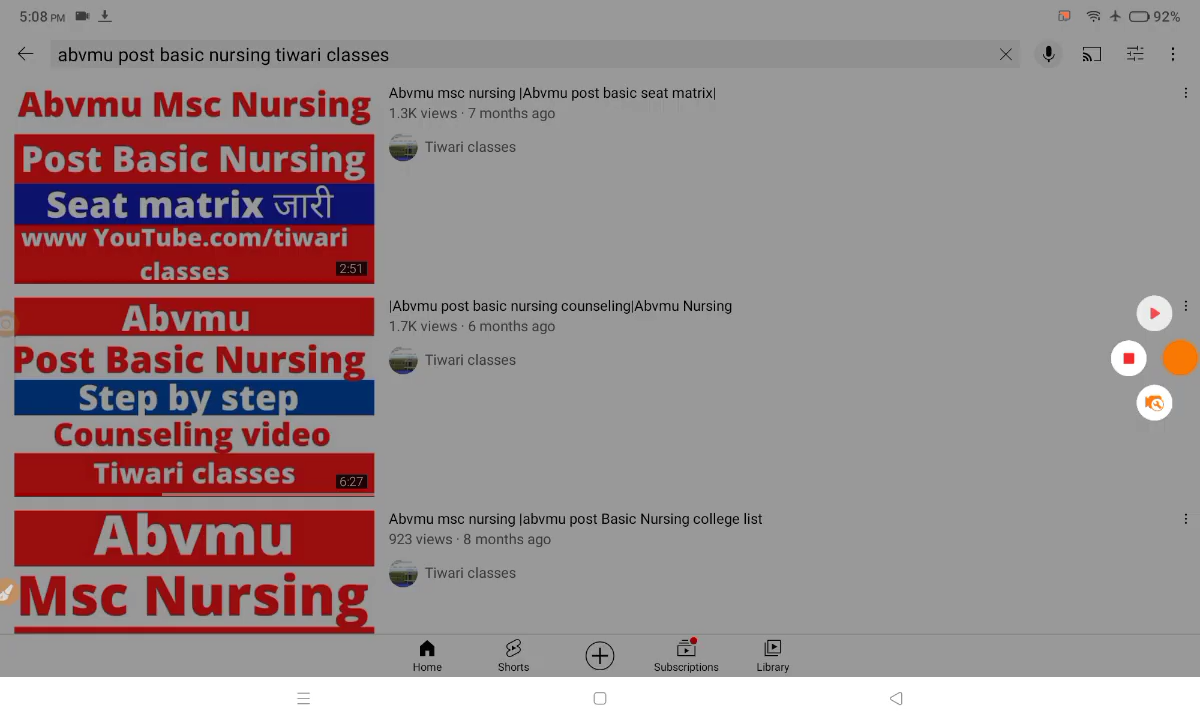 5:08 PM
92%
abvmu post basic nursing tiwari classes
Abvmu Msc Nursing
Post Basic Nursing
Seat matrix जारी
www YouTube.com/tiwari
classes
2:51
Abvmu msc nursing |Abvmu post basic seat matrix|
1.3K views · 7 months ago
Tiwari classes
Abvmu
Post Basic Nursing
Step by step
Counseling video
Tiwari classes
6:27
|Abvmu post basic nursing counseling|Abvmu Nursing
1.7K views · 6 months ago
Tiwari classes
Abvmu
Msc Nursing
Abvmu msc nursing |abvmu post Basic Nursing college list
923 views · 8 months ago
Tiwari classes
Home
Shorts
Subscriptions
Library